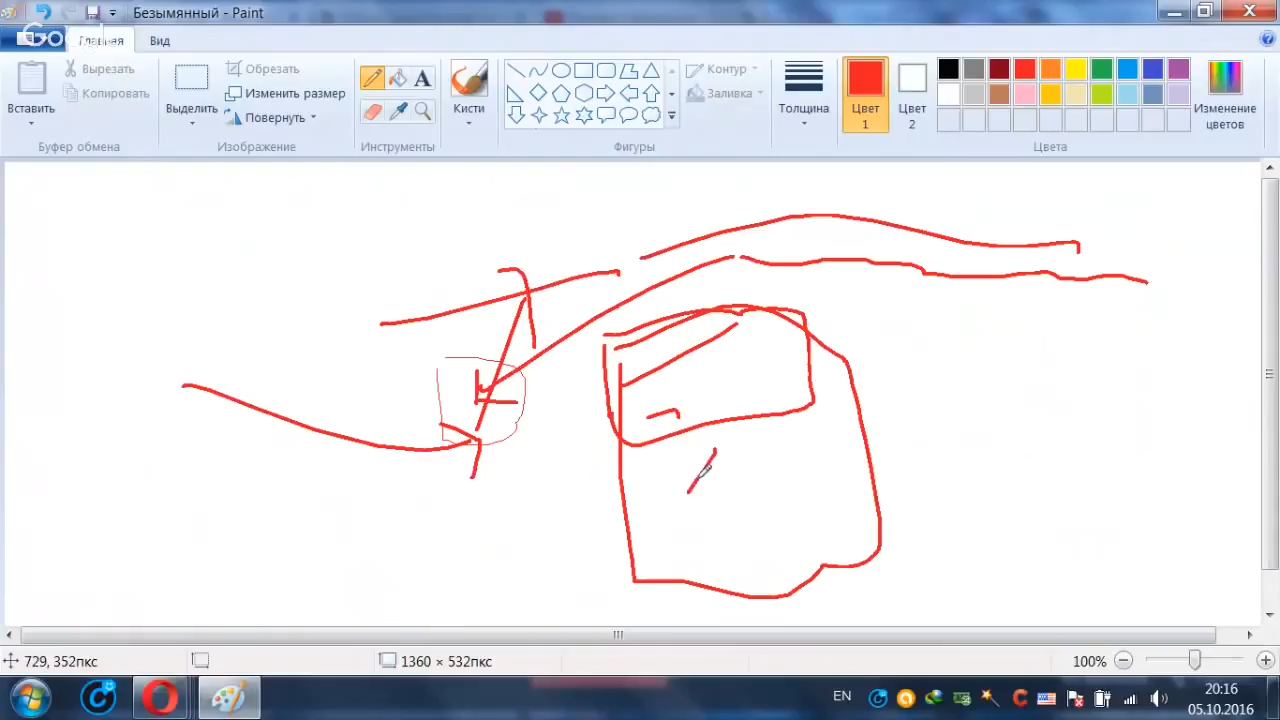 Безымянный - Paint
Главная
Вид
Вставить
Вырезать
Копировать
Буфер обмена
Выделить
Обрезать
Изменить размер
Повернуть
Изображение
Инструменты
Кисти
Фигуры
Контур
Заливка
Толщина
Цвет 1
Цвет 2
Изменение цветов
Цвета
729, 352пкс
1360 × 532пкс
100%
EN
20:16
05.10.2016